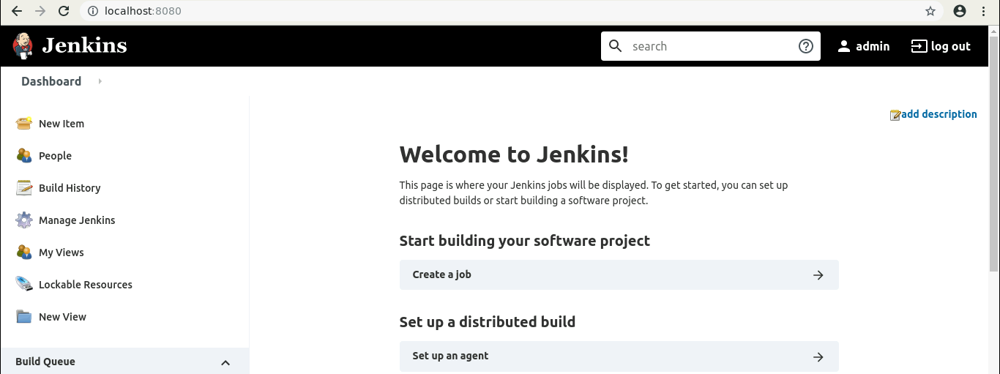 localhost:8080
Jenkins
search
admin
log out
Dashboard
add description
New Item
People
Build History
Manage Jenkins
My Views
Lockable Resources
New View
Build Queue
Welcome to Jenkins!
This page is where your Jenkins jobs will be displayed. To get started, you can set up
distributed builds or start building a software project.
Start building your software project
Create a job
Set up a distributed build
Set up an agent